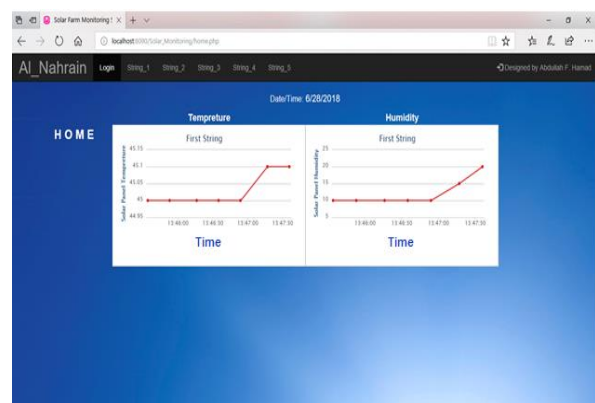 Solar Farm Monitoring S
localhost:8080/Solar_Monitoring/home.php
Al_Nahrain Login String_1 String_2 String_3 String_4 String_5 Designed by Abdullah F. Hamad
Date/Time: 6/28/2018
HOME
Tempreture
First String
Solar Panel Tempreture
45.15
45.1
45.05
45
44.95
13:46:00 13:46:30 13:47:00 13:47:30
Time
Humidity
First String
Solar Panel Humidity
25
20
15
10
5
13:46:00 13:46:30 13:47:00 13:47:30
Time